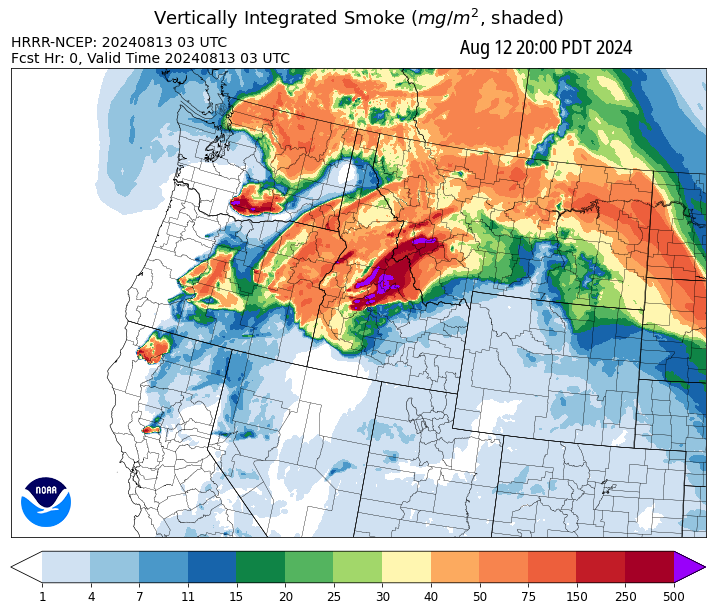 Vertically Integrated Smoke (mg/m², shaded)
HRRR-NCEP: 20240813 03 UTC
Fcst Hr: 0, Valid Time 20240813 03 UTC
Aug 12 20:00 PDT 2024
NOAA
1 4 7 11 15 20 25 30 40 50 75 150 250 500